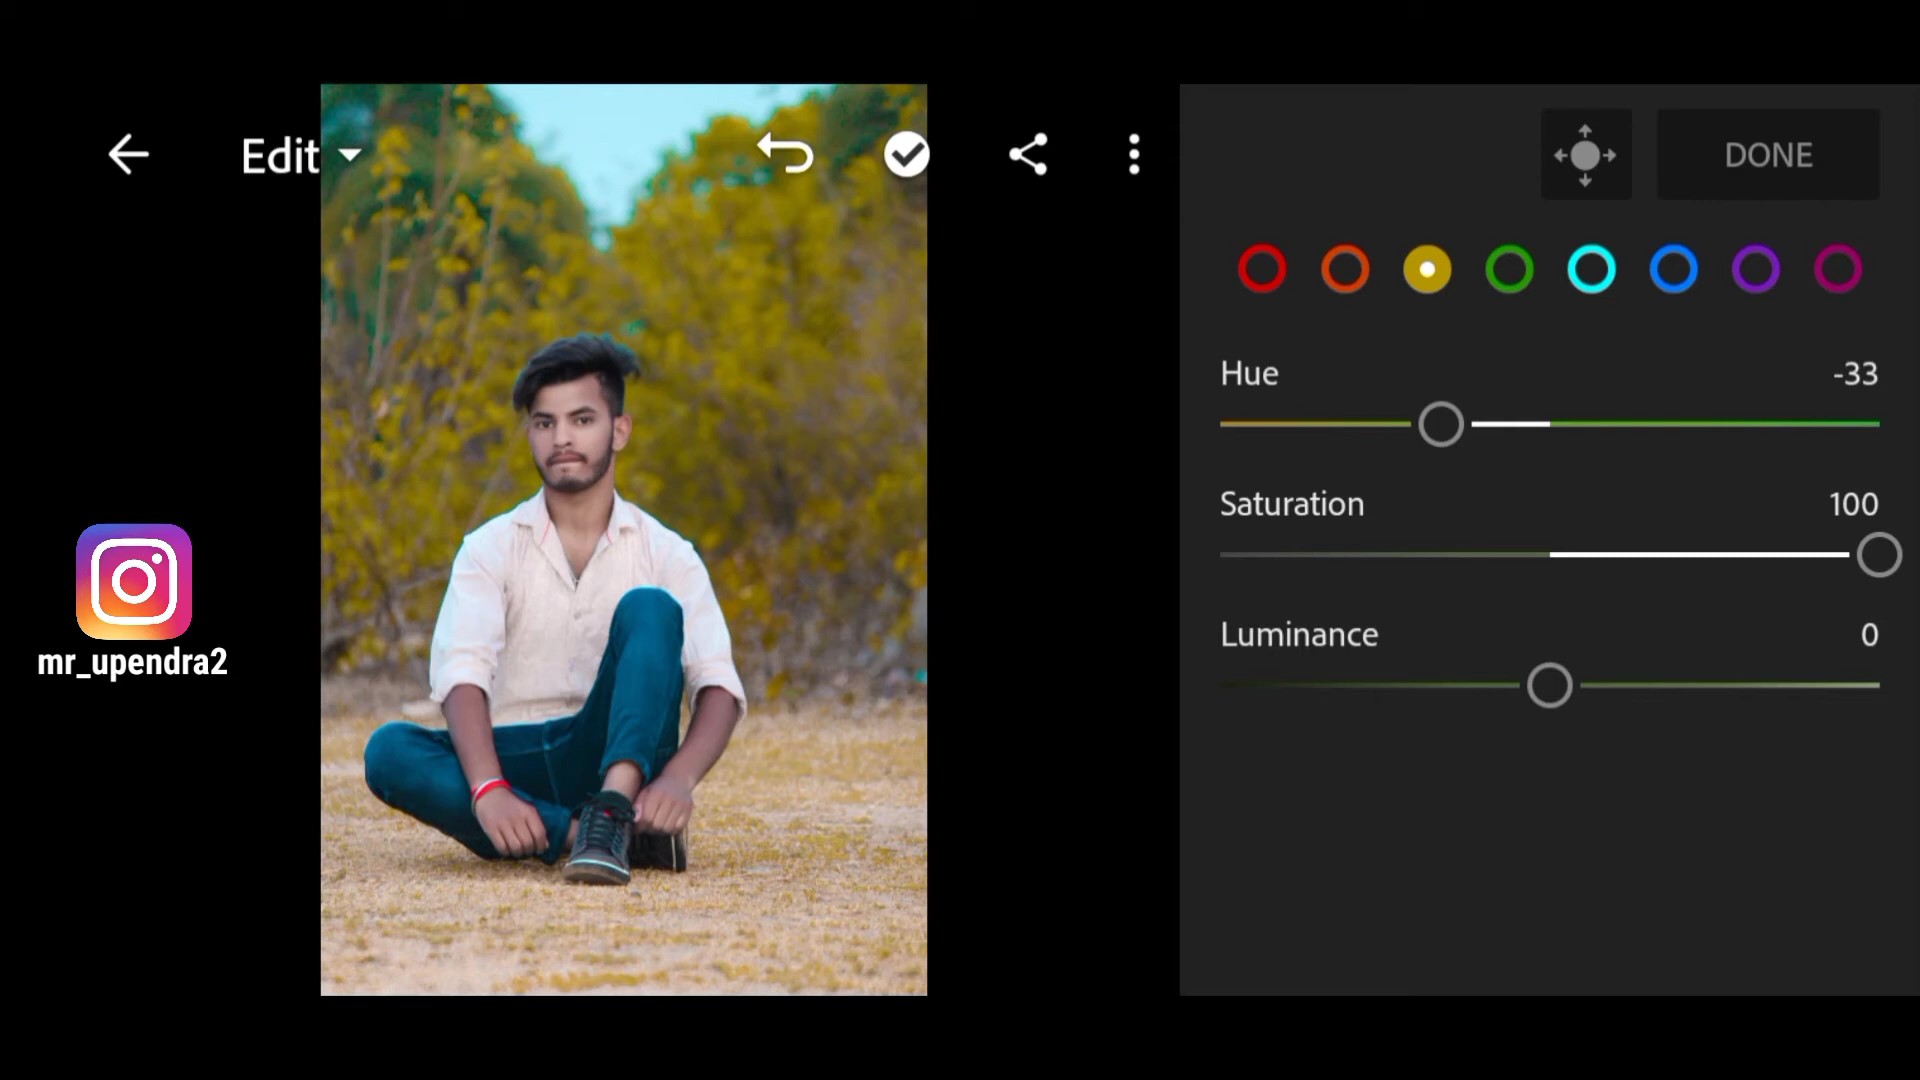 Edit
DONE
Hue -33
Saturation 100
Luminance 0
mr_upendra2